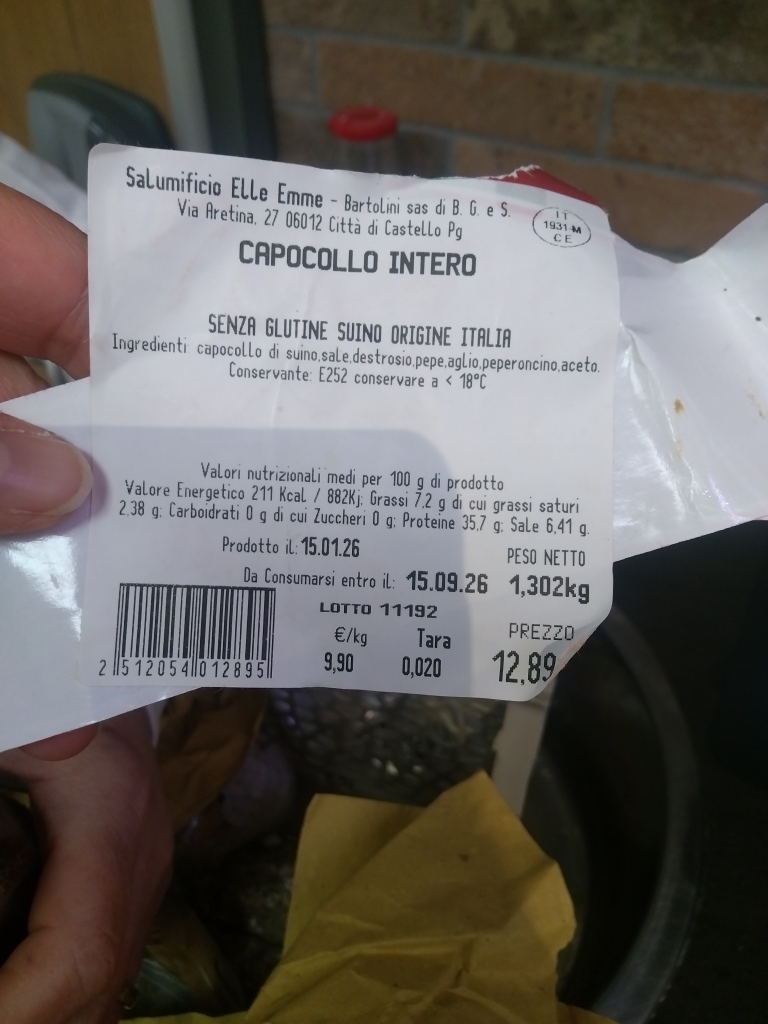 Salumificio Elle Emme - Bartolini sas di B. G. e S.
Via Aretina, 27 06012 Città di Castello Pg
IT
1931-M
CE
CAPOCOLLO INTERO
SENZA GLUTINE SUINO ORIGINE ITALIA
Ingredienti: capocollo di suino,sale,destrosio,pepe,aglio,peperoncino,aceto.
Conservante: E252 conservare a < 18°C
Valori nutrizionali medi per 100 g di prodotto
Valore Energetico 211 Kcal / 882Kj; Grassi 7,2 g di cui grassi saturi
2.38 g; Carboidrati 0 g di cui Zuccheri 0 g; Proteine 35,7 g; Sale 6,41 g.
Prodotto il: 15.01.26
PESO NETTO
Da Consumarsi entro il: 15.09.26 1,302kg
LOTTO 11192
€/kg Tara PREZZO
9,90 0,020 12,89
2 512054 012895